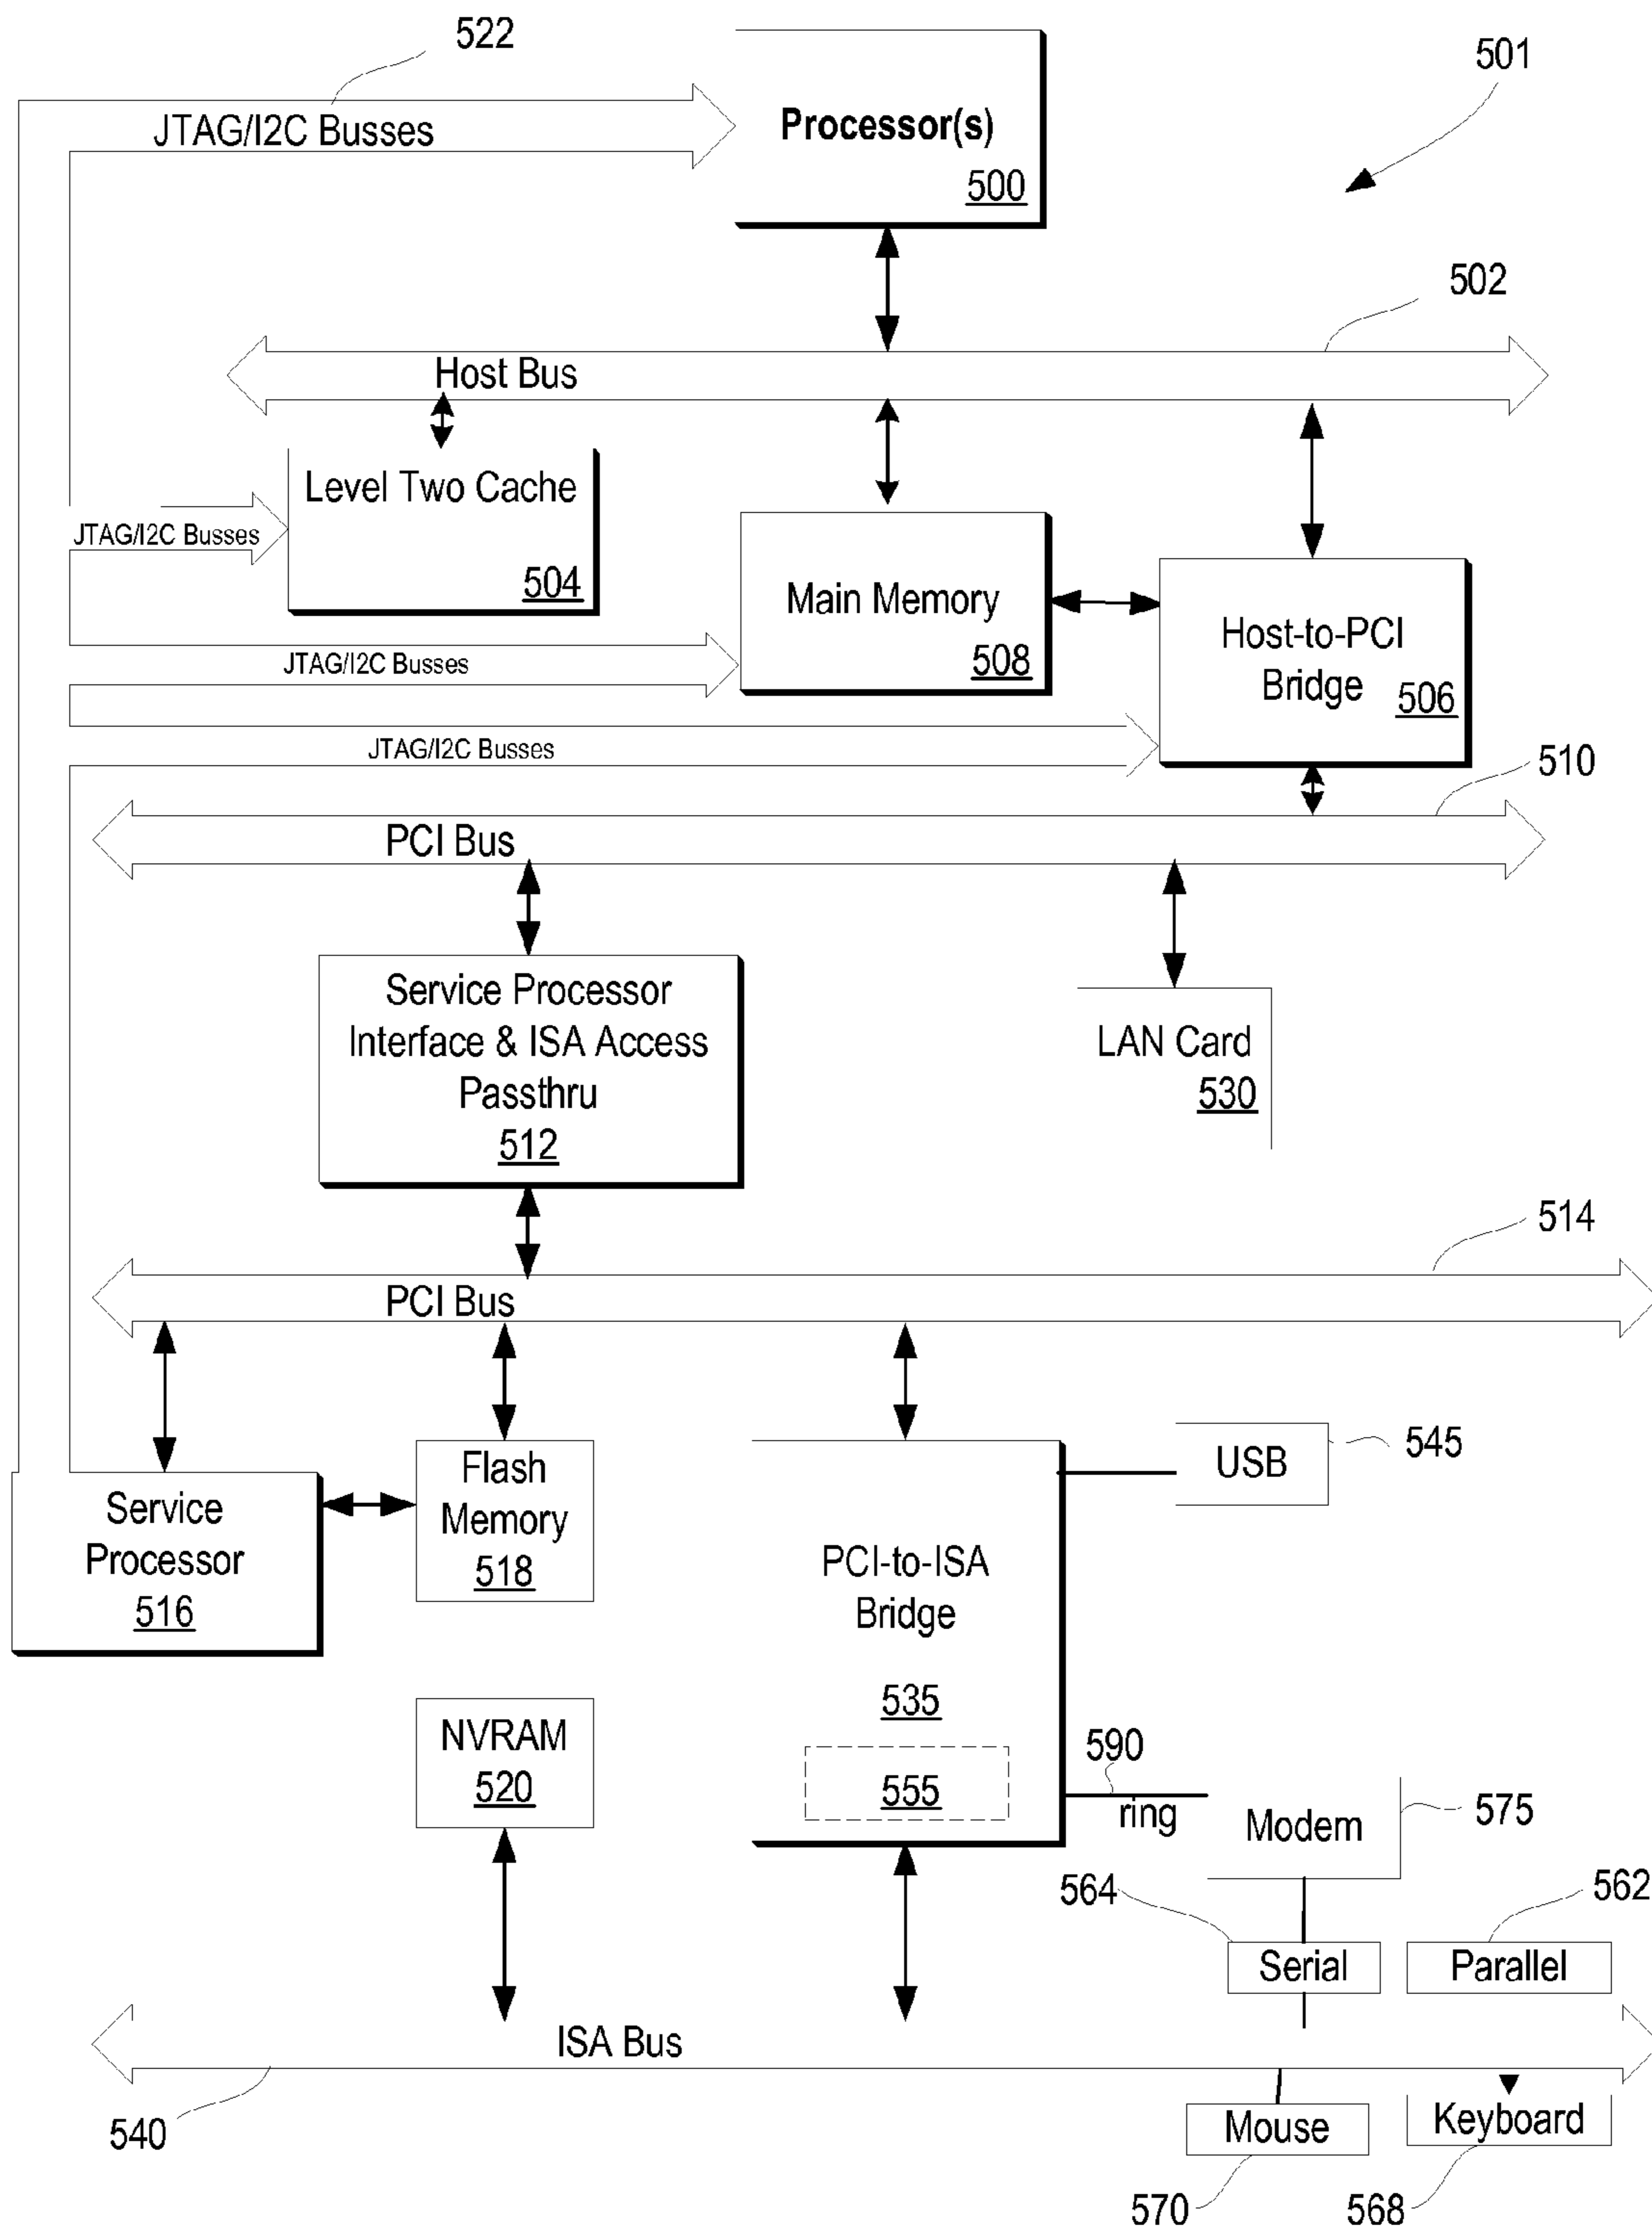 522
501
JTAG/I2C Busses
Processor(s)
500
502
Host Bus
Level Two Cache
504
JTAG/I2C Busses
Main Memory
508
Host-to-PCI
Bridge
506
JTAG/I2C Busses
JTAG/I2C Busses
510
PCI Bus
Service Processor
Interface & ISA Access
Passthru
512
LAN Card
530
514
PCI Bus
USB
545
Flash
Memory
518
Service
Processor
516
PCI-to-ISA
Bridge
535
555
NVRAM
520
590
ring
Modem
575
564
562
Serial
Parallel
ISA Bus
540
Mouse
Keyboard
570
568